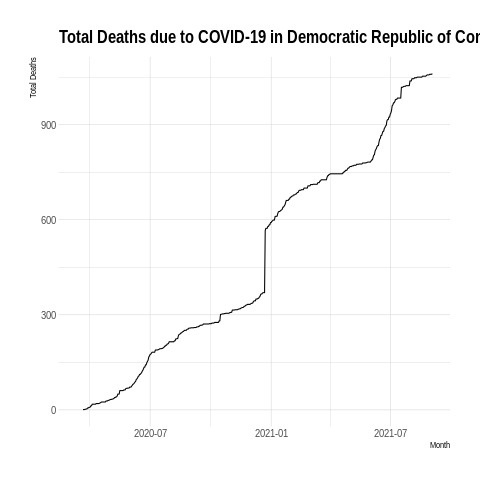 Total Deaths due to COVID-19 in Democratic Republic of Co
Total Deaths
900
600
300
0
2020-07
2021-01
2021-07
Month